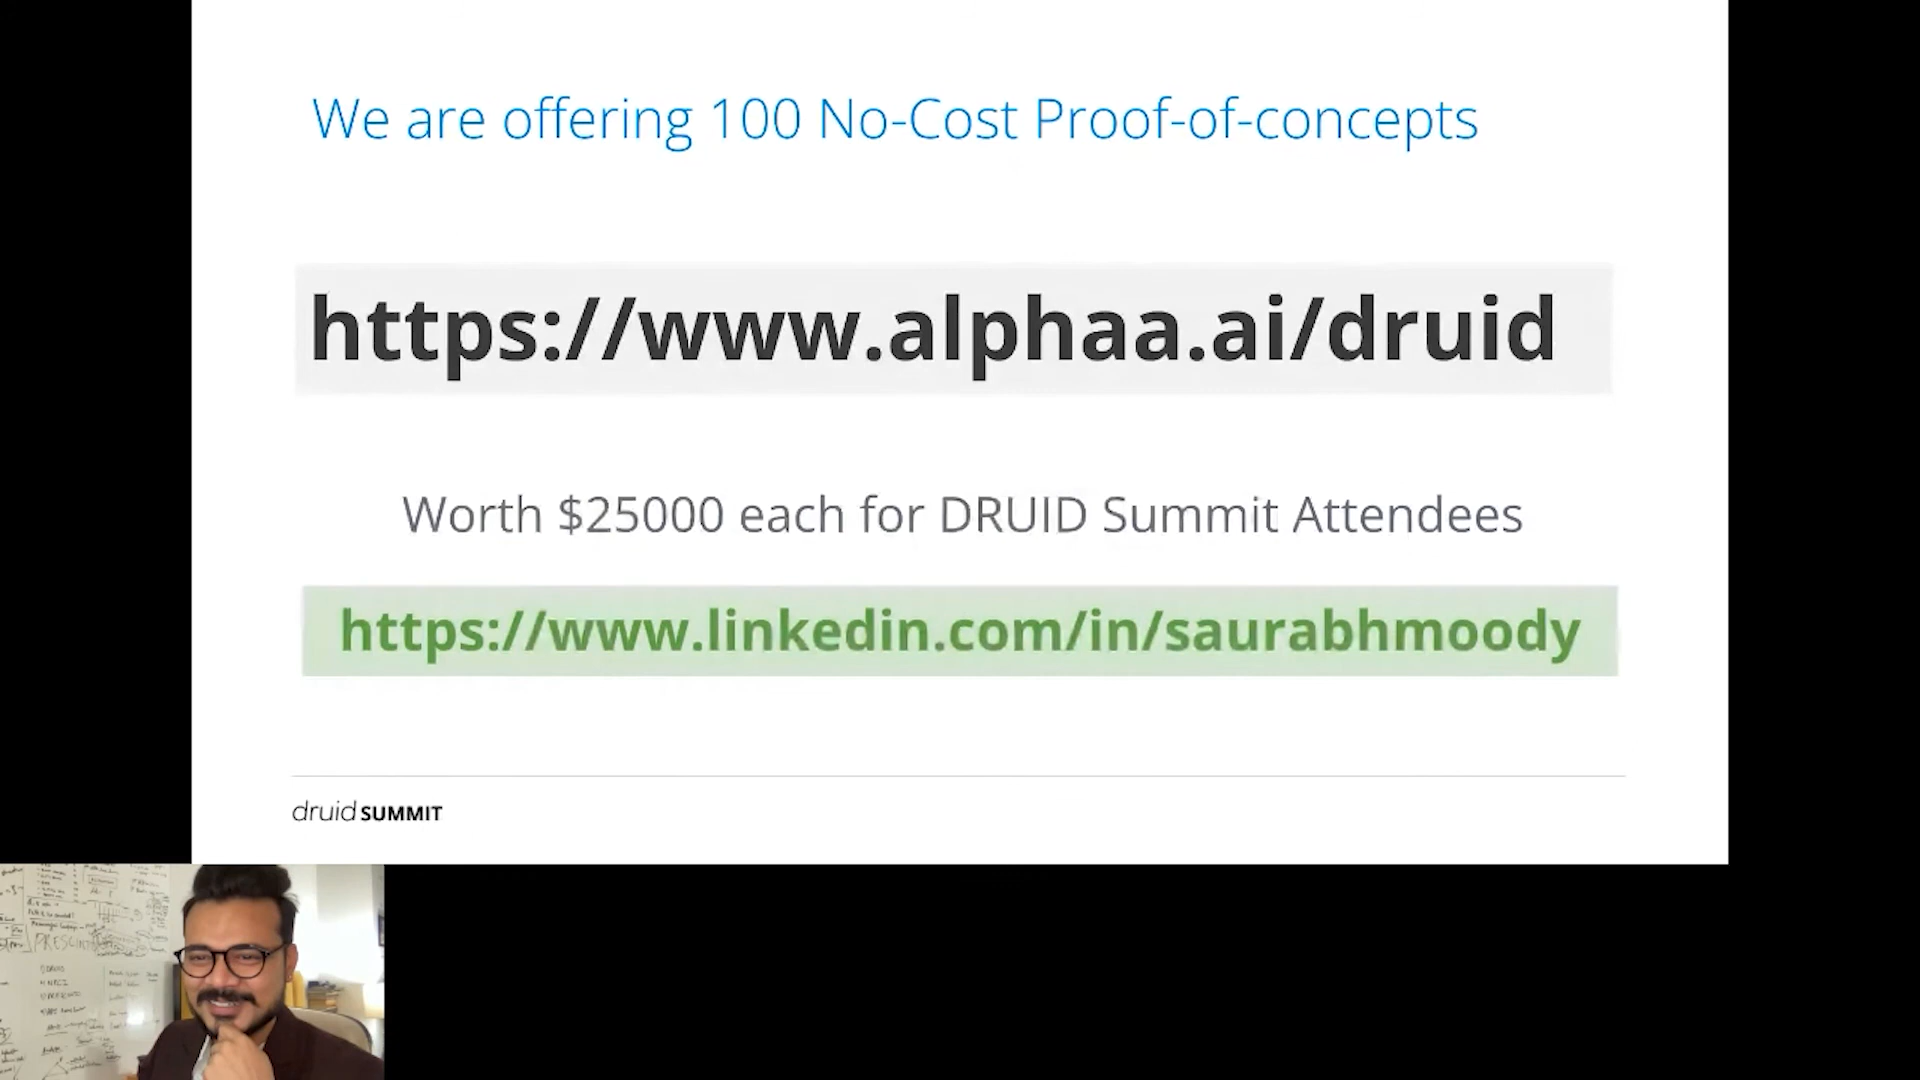 We are offering 100 No-Cost Proof-of-concepts
https://www.alphaa.ai/druid
Worth $25000 each for DRUID Summit Attendees
https://www.linkedin.com/in/saurabhmoody
druid SUMMIT
DRUID